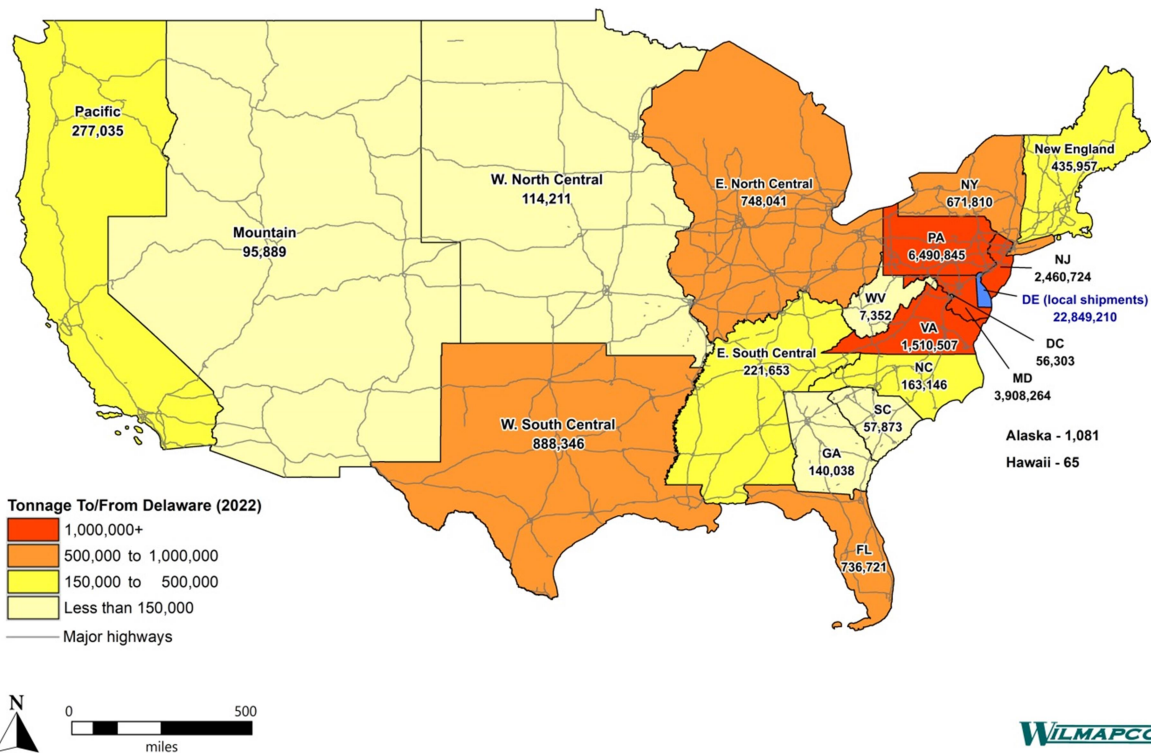 Pacific
277,035
Mountain
95,889
W. North Central
114,211
E. North Central
748,041
New England
435,957
NY
671,810
PA
6,490,845
NJ
2,460,724
DE (local shipments)
22,849,210
WV
7,352
VA
1,510,507
DC
56,303
MD
3,908,264
E. South Central
221,653
NC
163,146
SC
57,873
GA
140,038
W. South Central
888,346
FL
736,721
Alaska - 1,081
Hawaii - 65
Tonnage To/From Delaware (2022)
1,000,000+
500,000 to 1,000,000
150,000 to 500,000
Less than 150,000
Major highways
N
0 500
miles
WILMAPCO